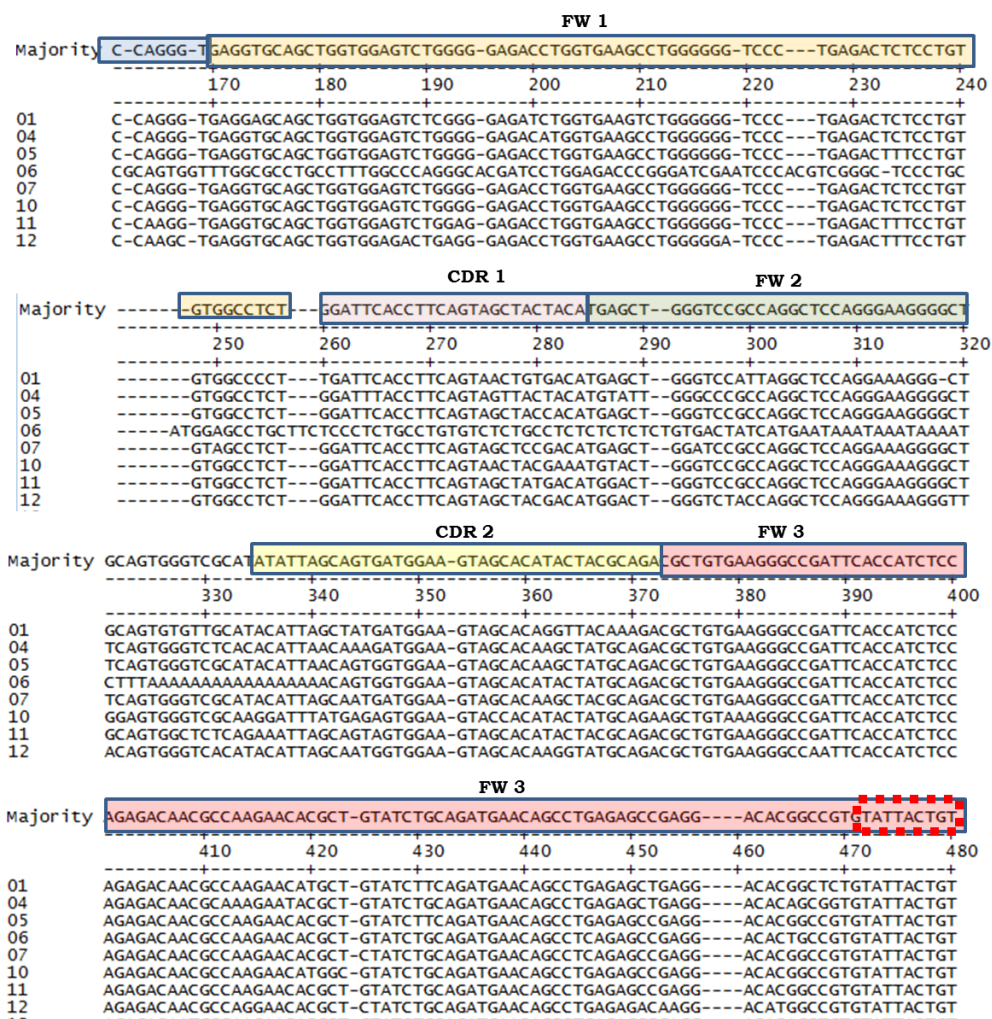 FW 1
Majority C-CAGGG-TGAGGTGCAGCTGGTGGAGTCTGGGG-GAGACCTGGTGAAGCCTGGGGGG-TCCC---TGAGACTCTCCTGT
170 180 190 200 210 220 230 240
01 C-CAGGG-TGAGGAGCAGCTGGTGGAGTCTCGGG-GAGATCTGGTGAAGTCTGGGGGG-TCCC---TGAGACTCTCCTGT
04 C-CAGGG-TGAGGTGCAGCTGGTGGAGTCTGGGG-GAGACATGGTGAAGCCTGGGGGG-TCCC---TGAGACTCTCCTGT
05 C-CAGGG-TGAGGTGCAGCTGGTGGAGTCTGGGG-GAGACCTGGTGAAGCCTGGGGGG-TCCC---TGAGACTTTCCTGT
06 CGCAGTGGTTTGGCGCCTGCCTTTGGCCCAGGGCACGATCCTGGAGACCCGGGATCGAATCCCACGTCGGGC-TCCCTGC
07 C-CAGGG-TGAGGTGCAGCTGGTGGAGTCTGGGG-GAGACCTGGTGAAGCCTGGGGGG-TCCC---TGAGACTCTCCTGT
10 C-CAGGG-TGAGGTGCAGCTGGTGGAGTCTGGGG-GAGACCTGGTGAAGCCTGGGGGG-TCCC---TGAGACTCTCCTGT
11 C-CAAGG-TGAGGTGCAGCTGGTGGAGTCTGGAG-GAGACCTGGTGAAGCCTGGGGGG-TCCC---TGAGACTTTCCTGT
12 C-CAAGC-TGAGGTGCAGCTGGTGGAGACTGAGG-GAGACCTGGTGAAGCCTGGGGGA-TCCC---TGAGACTTTCCTGT
CDR 1 FW 2
Majority -------GTGGCCTCT---GGATTCACCTTCAGTAGCTACTACATGAGCT--GGGTCCGCCAGGCTCCAGGGAAGGGGCT
250 260 270 280 290 300 310 320
01 -------GTGGCCCCT---TGATTCACCTTCAGTAACTGTGACATGAGCT--GGGTCCATTAGGCTCCAGGAAAGGG-CT
04 -------GTGGCCTCT---GGATTTACCTTCAGTAGTTACTACATGTATT--GGGCCCGCCAGGCTCCAGGGAAGGGGCT
05 -------GTGGCCTCT---GGATTCACCTTCAGTAGCTACCACATGAGCT--GGGTCCGCCAGGCTCCAGGGAAGGGGCT
06 -----ATGGAGCCTGCTTCTCCCTCTGCCTGTGTCTCTGCCTCTCTCTCTCTGTGACTATCATGAATAAATAAATAAAAT
07 -------GTAGCCTCT---GGATTCACCTTCAGTAGCTCCGACATGAGCT--GGATCCGCCAGGCTCCAGGAAAGGGGCT
10 -------GTGGCCTCT---GGATTCACCTTCAGTAACTACGAAATGTACT--GGGTCCGCCAGGCTCCAGGGAAGGGGCT
11 -------GTGGCCTCT---GGATTCACCTTCAGTAGCTATGACATGGACT--GGGTCCGCCAGGCTCCAGGGAAAGGGCT
12 -------GTGGCCTCT---GGATTCACCTTCAGTAGCTACGACATGGACT--GGGTCTACCAGGCTCCAGGGAAAGGGTT
CDR 2 FW 3
Majority GCAGTGGGTCGCATATATTAGCAGTGATGGAA-GTAGCACATACTACGCAGACGCTGTGAAGGGCCGATTCACCATCTCC
330 340 350 360 370 380 390 400
01 GCAGTGTGTTGCATACATTAGCTATGATGGAA-GTAGCACAGGTTACAAAGACGCTGTGAAGGGCCGATTCACCATCTCC
04 TCAGTGGGTCTCACACATTAACAAAGATGGAA-GTAGCACAAGCTATGCAGACGCTGTGAAGGGCCGATTCACCATCTCC
05 TCAGTGGGTCGCATACATTAACAGTGGTGGAA-GTAGCACAAGCTATGCAGACGCTGTGAAGGGCCGATTCACCATCTCC
06 CTTTAAAAAAAAAAAAAAAAAACAGTGGTGGAA-GTAGCACATACTATGCAGACGCTGTGAAGGGCCGATTCACCATCTCC
07 TCAGTGGGTCGCATACATTAGCAATGATGGAA-GTAGCACAAGCTACGCAGACGCTGTGAAGGGCCGATTCACCATCTCC
10 GGAGTGGGTCGCAAGGATTTATGAGAGTGGAA-GTACCACATACTATGCAGAAGCTGTAAAGGGCCGATTCACCATCTCC
11 GCAGTGGCTCTCAGAAATTAGCAGTAGTGGAA-GTAGCACATACTACGCAGACGCTGTGAAGGGCCGATTCACCATCTCC
12 ACAGTGGGTCACATACATTAGCAATGGTGGAA-GTAGCACAAGGTATGCAGACGCTGTGAAGGGCCAATTCACCATCTCC
FW 3
Majority AGAGACAACGCCAAGAACACGCT-GTATCTGCAGATGAACAGCCTGAGAGCCGAGG----ACACGGCCGTGTATTACTGT
410 420 430 440 450 460 470 480
01 AGAGACAACGCCAAGAACATGCT-GTATCTTCAGATGAACAGCCTGAGAGCTGAGG----ACACGGCTCTGTATTACTGT
04 AGAGACAACGCAAAGAATACGCT-GTATCTGCAGATGAACAGCCTGAGAGCTGAGG----ACACAGCGGTGTATTACTGT
05 AGAGACAACGCCAAGAACACGCT-GTATCTTCAGATGAACAGCCTGAGAGCCGAGG----ACACGGCCGTGTATTACTGT
06 AGAGACAACGCCAAGAACACGCT-GTATCTGCAGATGAACAGCCTCAGAGCCGAGG----ACACTGCCGTGTATTACTGT
07 AGAGACAACGCCAAGAACACGCT-CTATCTGCAGATGAACAGCCTCAGAGCCGAGG----ACACGGCCGTGTATTACTGT
10 AGAGACAACGCCAAGAACATGGC-GTATCTGCAGATGAACAGCCTGAGAGCCGAGG----ACACGGCCGTGTATTACTGT
11 AGAGACAACGCCAAGAACACGCT-GTATCTGCAGATGAACAGCCTGAGAGCCGAGG----ACACGGCCGTGTATTACTGT
12 AGAGACAACGCCAGGAACACGCT-CTATCTGCAGATGAACAGCCTGAGAGACAAGG----ACATGGCCGTGTATTACTGT